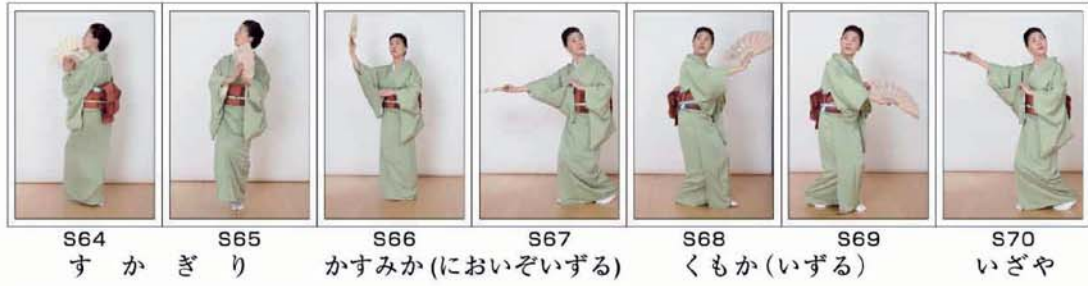 S64 S65 S66 S67 S68 S69 S70
すかぎり かすみか(においぞいずる) くもか(いずる) いざや